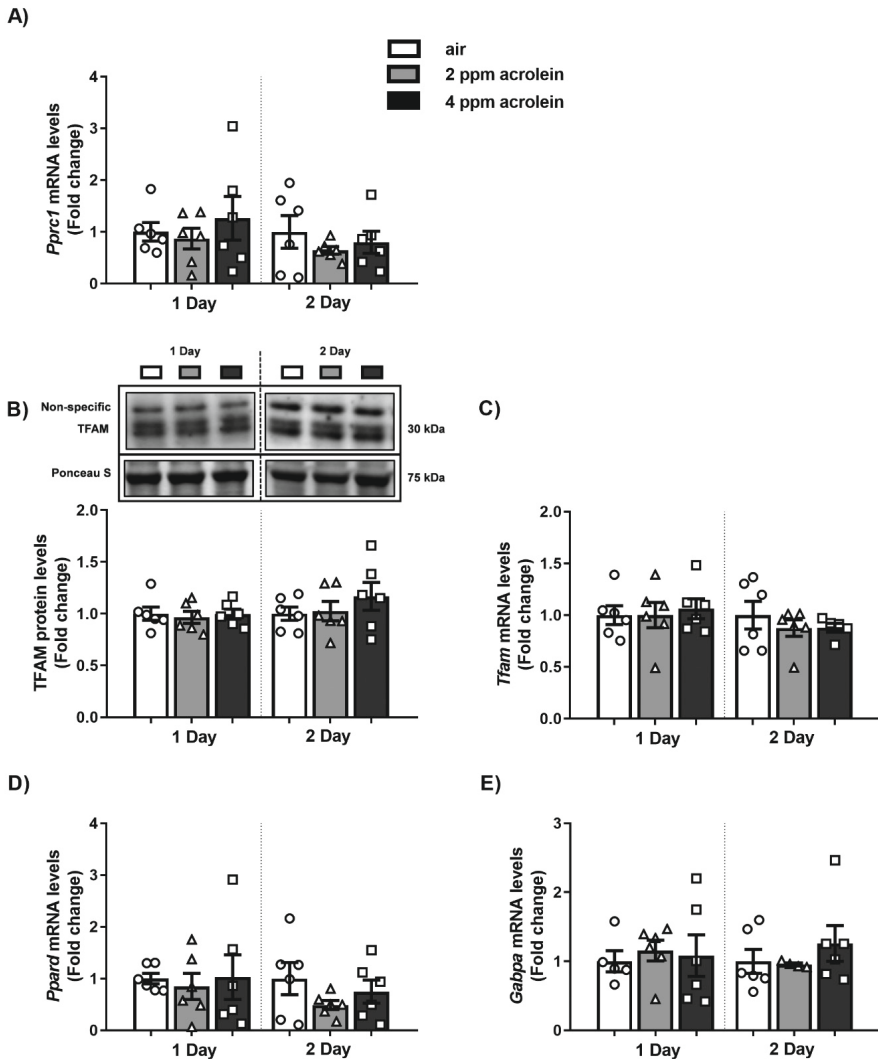 A)
air
2 ppm acrolein
4 ppm acrolein
Pprc1 mRNA levels
(Fold change)
4
3
2
1
0
1 Day
2 Day
B)
1 Day
2 Day
Non-specific
TFAM
30 kDa
Ponceau S
75 kDa
TFAM protein levels
(Fold change)
2.0
1.5
1.0
0.5
0.0
1 Day
2 Day
C)
Tfam mRNA levels
(Fold change)
2.0
1.5
1.0
0.5
0.0
1 Day
2 Day
D)
Ppard mRNA levels
(Fold change)
4
3
2
1
0
1 Day
2 Day
E)
Gabpa mRNA levels
(Fold change)
3
2
1
0
1 Day
2 Day